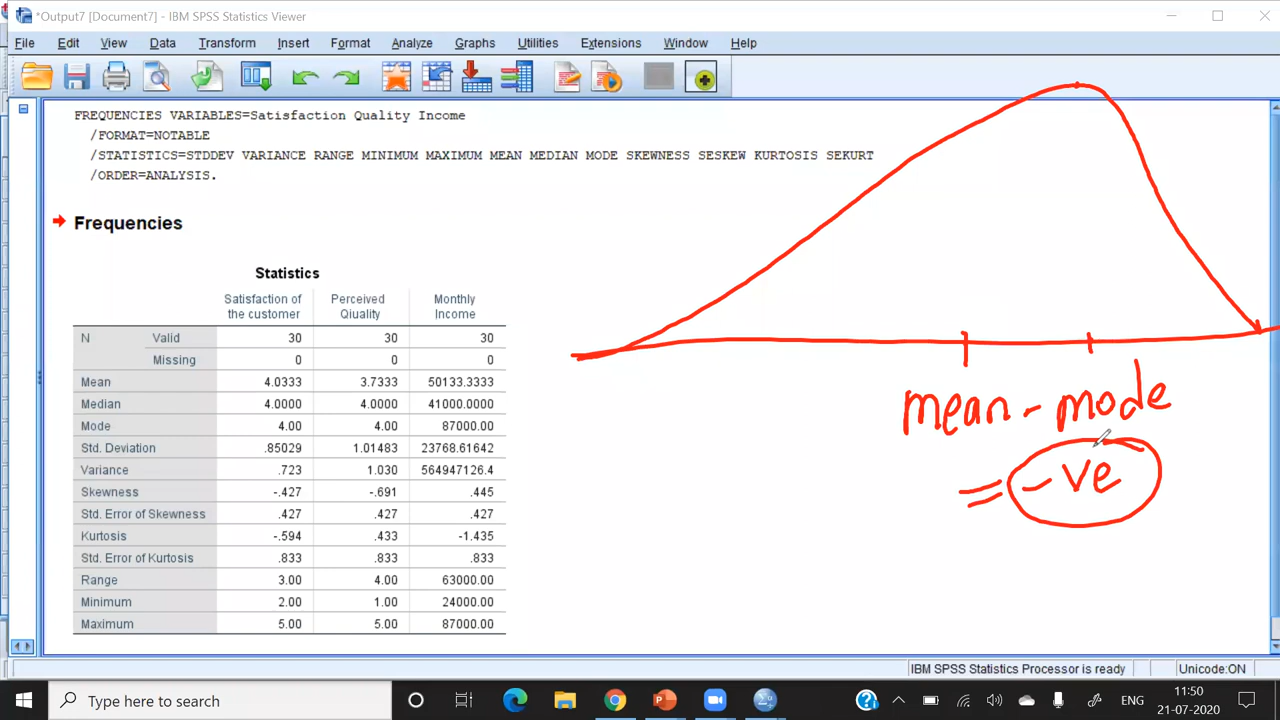 *Output7 [Document7] - IBM SPSS Statistics Viewer
File Edit View Data Transform Insert Format Analyze Graphs Utilities Extensions Window Help
FREQUENCIES VARIABLES=Satisfaction Quality Income
/FORMAT=NOTABLE
/STATISTICS=STDDEV VARIANCE RANGE MINIMUM MAXIMUM MEAN MEDIAN MODE SKEWNESS SESKEW KURTOSIS SEKURT
/ORDER=ANALYSIS.
Frequencies
Statistics
Satisfaction of the customer Perceived Qiuality Monthly Income
N Valid 30 30 30
Missing 0 0 0
Mean 4.0333 3.7333 50133.3333
Median 4.0000 4.0000 41000.0000
Mode 4.00 4.00 87000.00
Std. Deviation .85029 1.01483 23768.61642
Variance .723 1.030 564947126.4
Skewness -.427 -.691 .445
Std. Error of Skewness .427 .427 .427
Kurtosis -.594 .433 -1.435
Std. Error of Kurtosis .833 .833 .833
Range 3.00 4.00 63000.00
Minimum 2.00 1.00 24000.00
Maximum 5.00 5.00 87000.00
mean - mode
= -ve
IBM SPSS Statistics Processor is ready Unicode:ON
Type here to search
ENG
11:50
21-07-2020